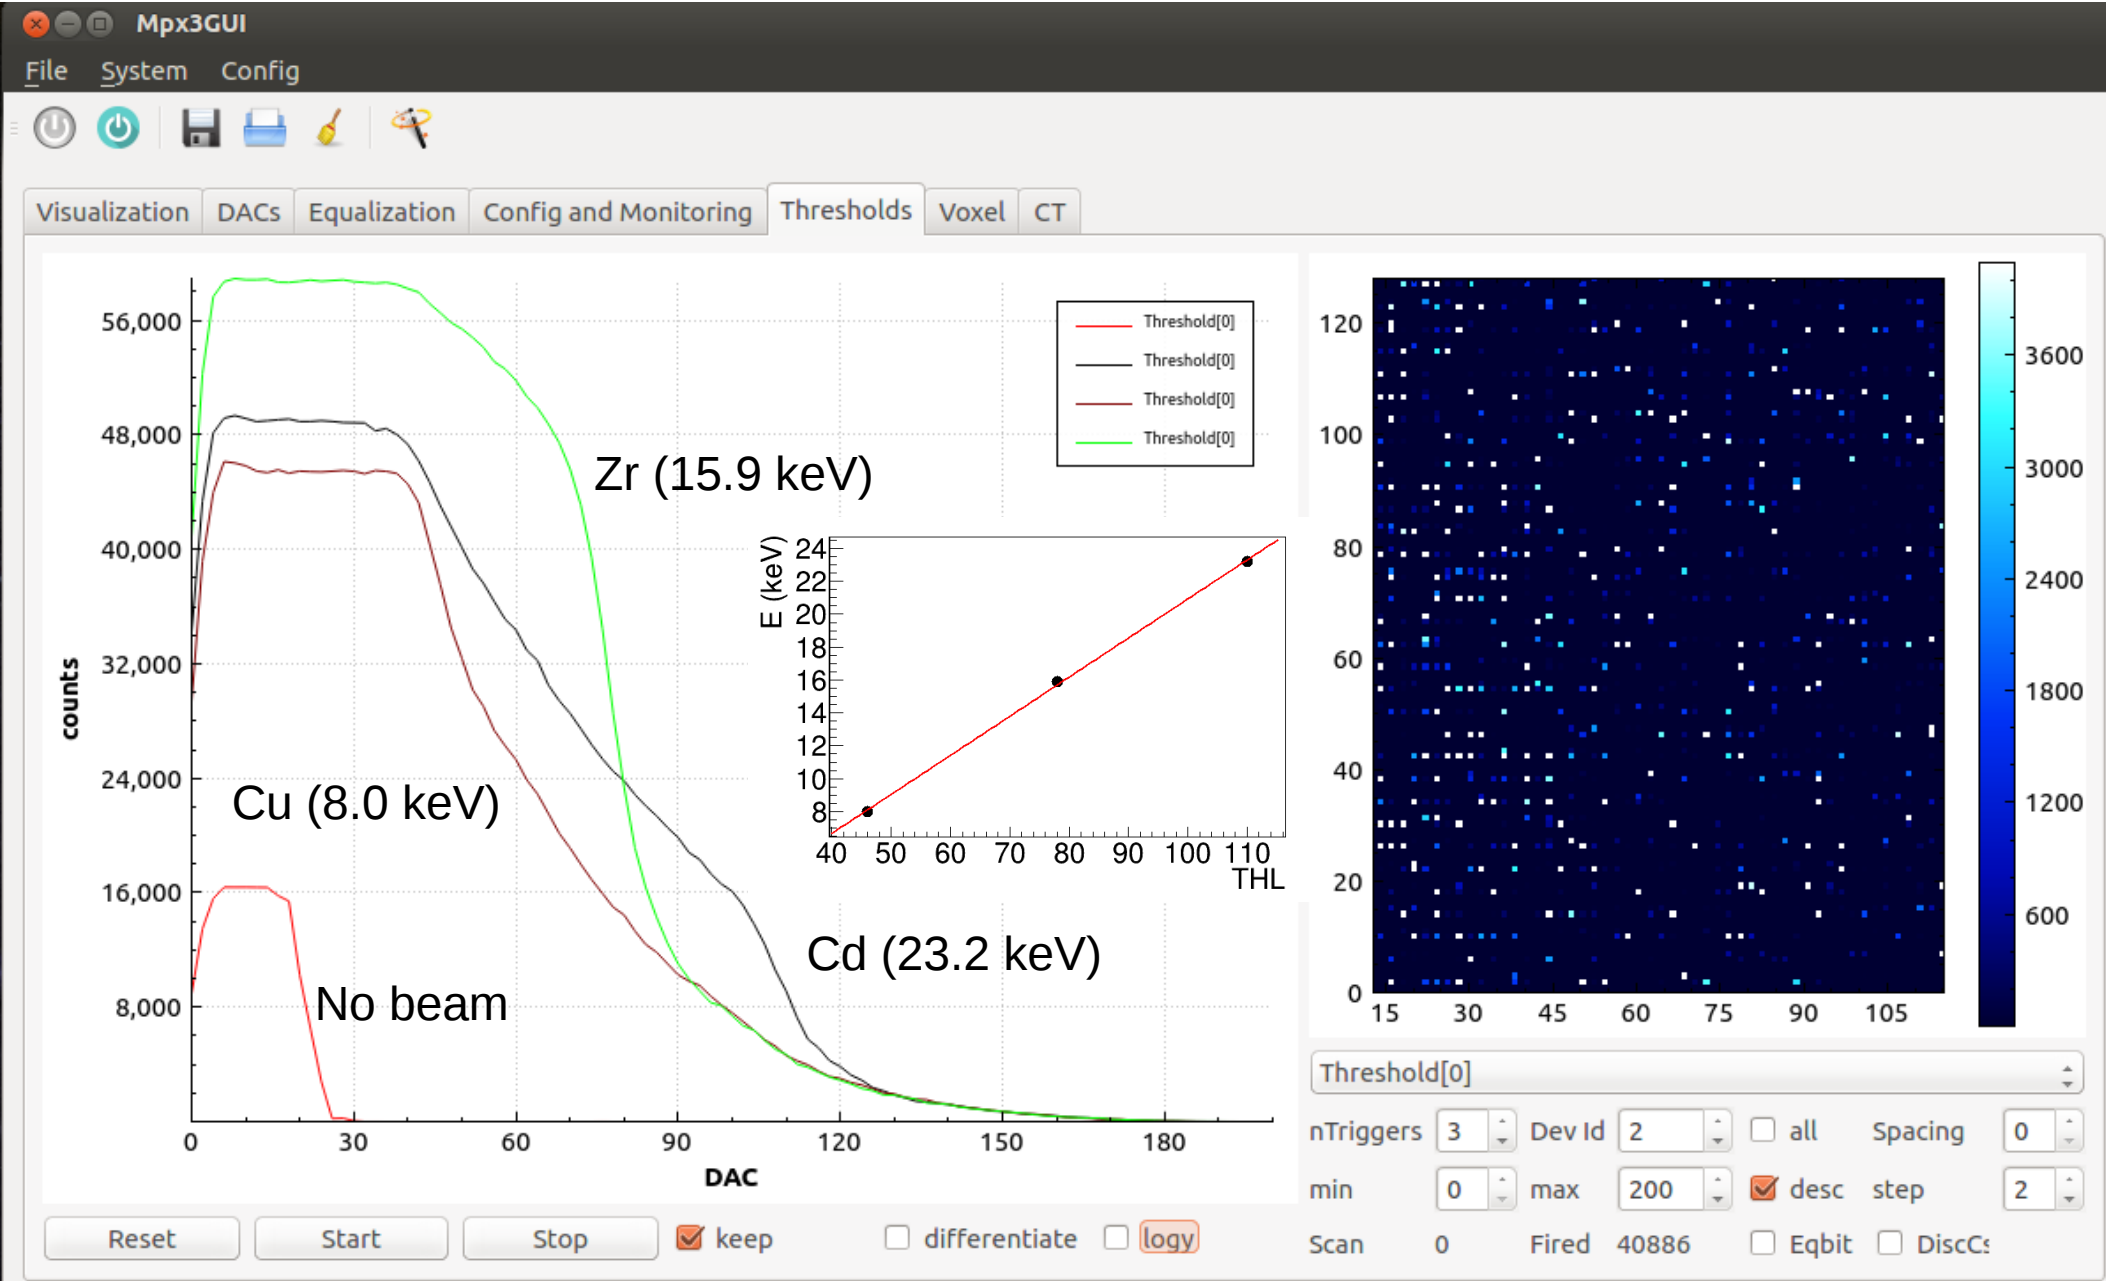 Mpx3GUI
File System Config
Visualization DACs Equalization Config and Monitoring Thresholds Voxel CT
56,000
48,000
40,000
32,000
24,000
16,000
8,000
counts
0 30 60 90 120 150 180
DAC
Threshold[0]
Threshold[0]
Threshold[0]
Threshold[0]
Zr (15.9 keV)
Cu (8.0 keV)
No beam
Cd (23.2 keV)
E (keV)
24
22
20
18
16
14
12
10
8
40 50 60 70 80 90 100 110
THL
120
100
80
60
40
20
0
15 30 45 60 75 90 105
3600
3000
2400
1800
1200
600
Threshold[0]
nTriggers 3 Dev Id 2 all Spacing 0
min 0 max 200 desc step 2
Scan 0 Fired 40886 Eqbit DiscCs
Reset Start Stop keep differentiate logy